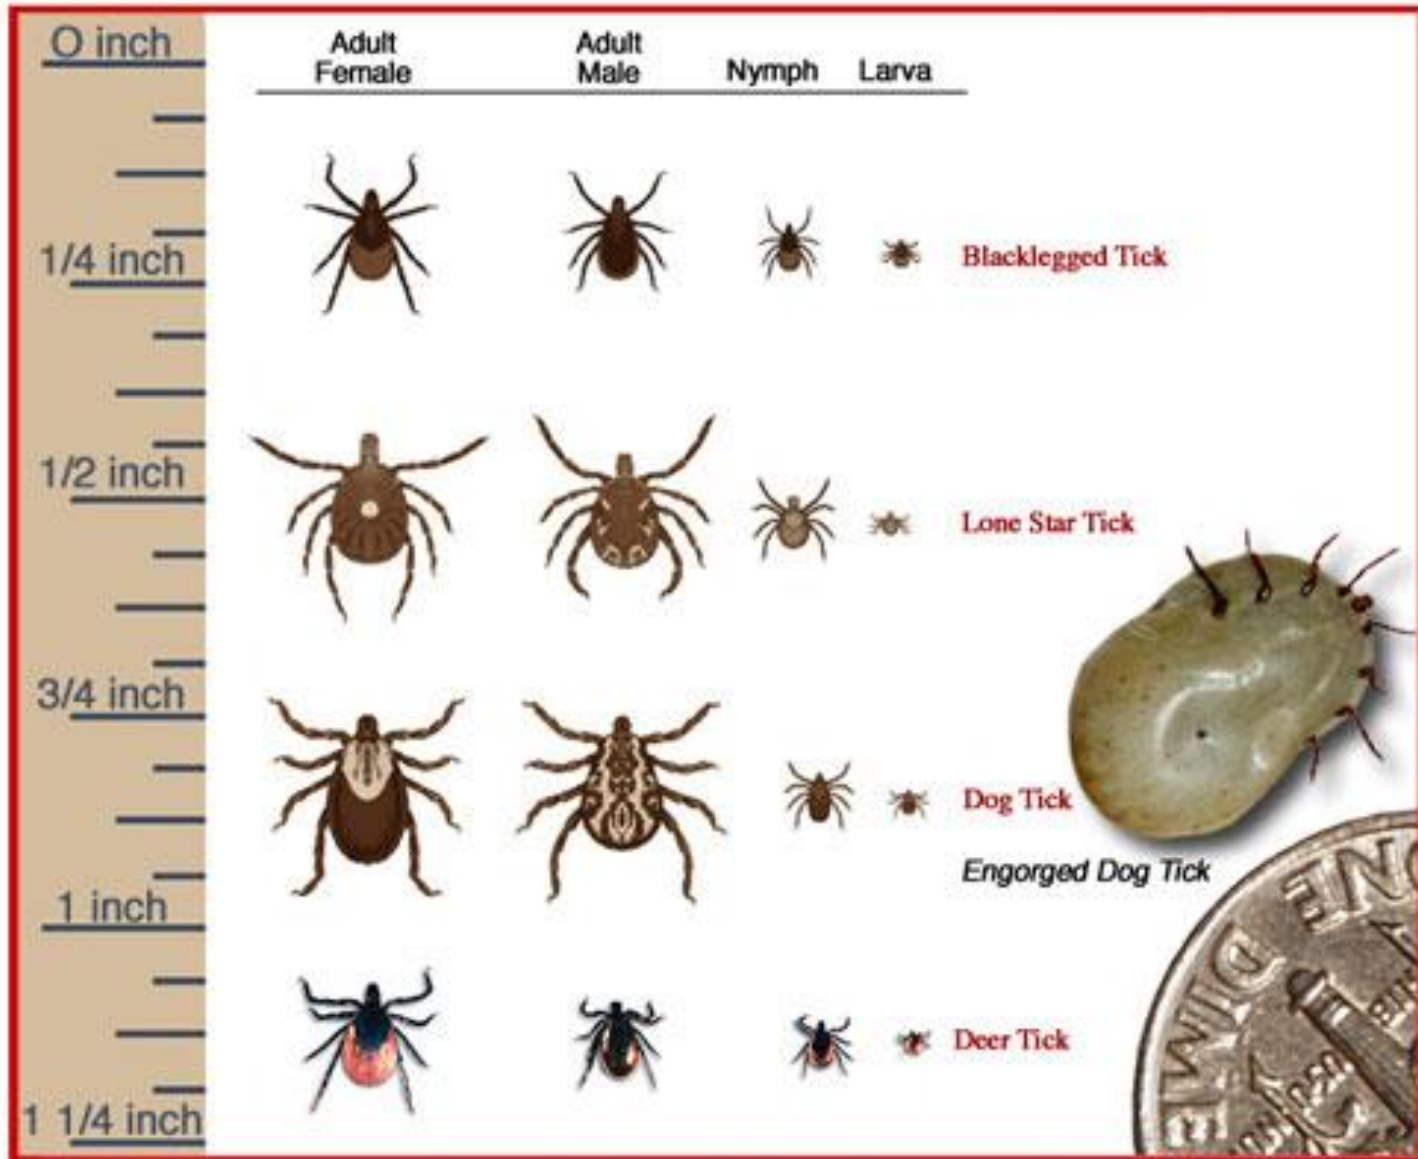 O inch
1/4 inch
1/2 inch
3/4 inch
1 inch
1 1/4 inch
Adult
Female
Adult
Male
Nymph
Larva
Blacklegged Tick
Lone Star Tick
Dog Tick
Engorged Dog Tick
Deer Tick
ONE DIME